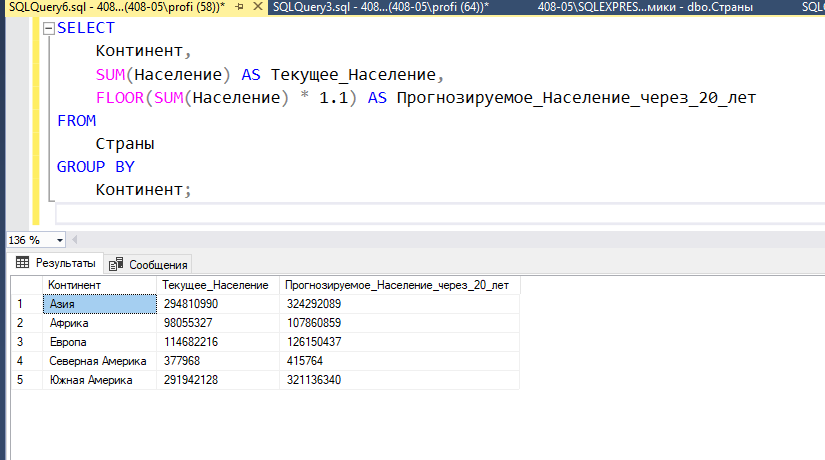 SQLQuery6.sql - 408...(408-05\profi (58))* SQLQuery3.sql - 408...(408-05\profi (64))* 408-05\SQLEXPRES...мики - dbo.Страны SQL
SELECT
Континент,
SUM(Население) AS Текущее_Население,
FLOOR(SUM(Население) * 1.1) AS Прогнозируемое_Население_через_20_лет
FROM
Страны
GROUP BY
Континент;
136 %
Результаты Сообщения
Континент Текущее_Население Прогнозируемое_Население_через_20_лет
1 Азия 294810990 324292089
2 Африка 98055327 107860859
3 Европа 114682216 126150437
4 Северная Америка 377968 415764
5 Южная Америка 291942128 321136340